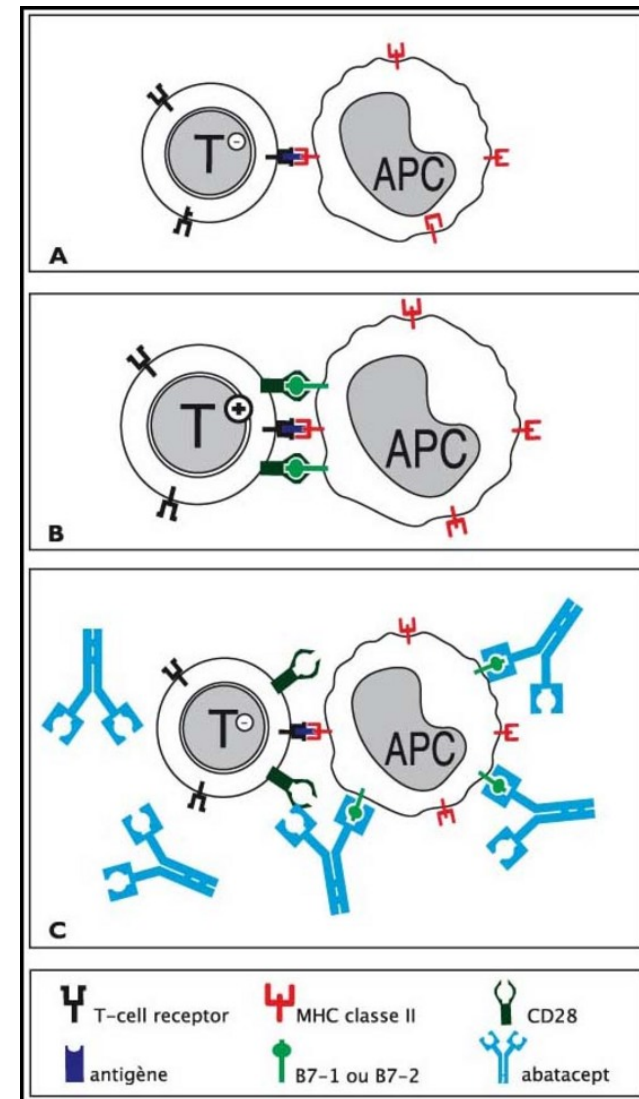 T -
APC
A
T +
APC
B
T -
APC
C
T-cell receptor MHC classe II CD28
antigène B7-1 ou B7-2 abatacept